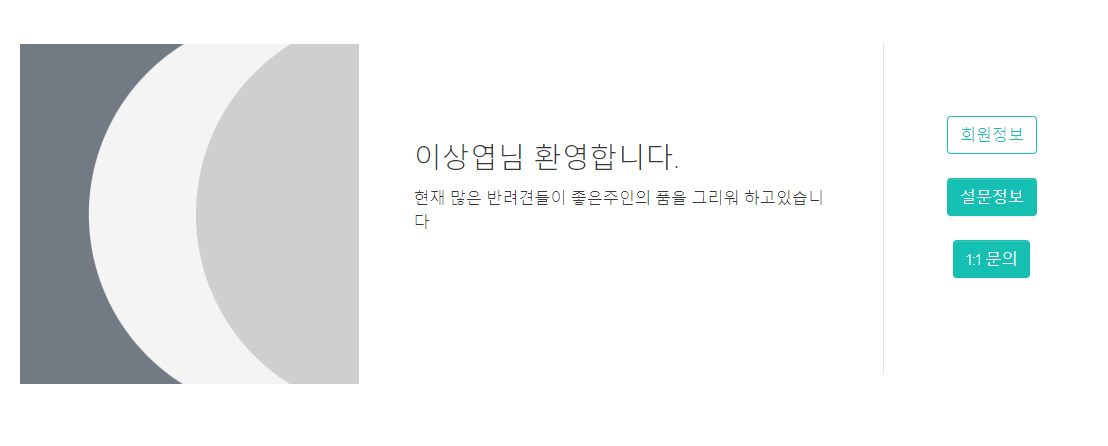 이상엽님 환영합니다.
현재 많은 반려견들이 좋은주인의 품을 그리워 하고있습니
다
회원정보
설문정보
1:1 문의